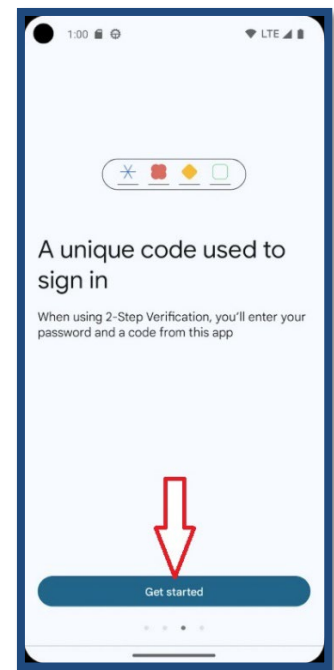 1:00 LTE
A unique code used to
sign in
When using 2-Step Verification, you'll enter your
password and a code from this app
Get started